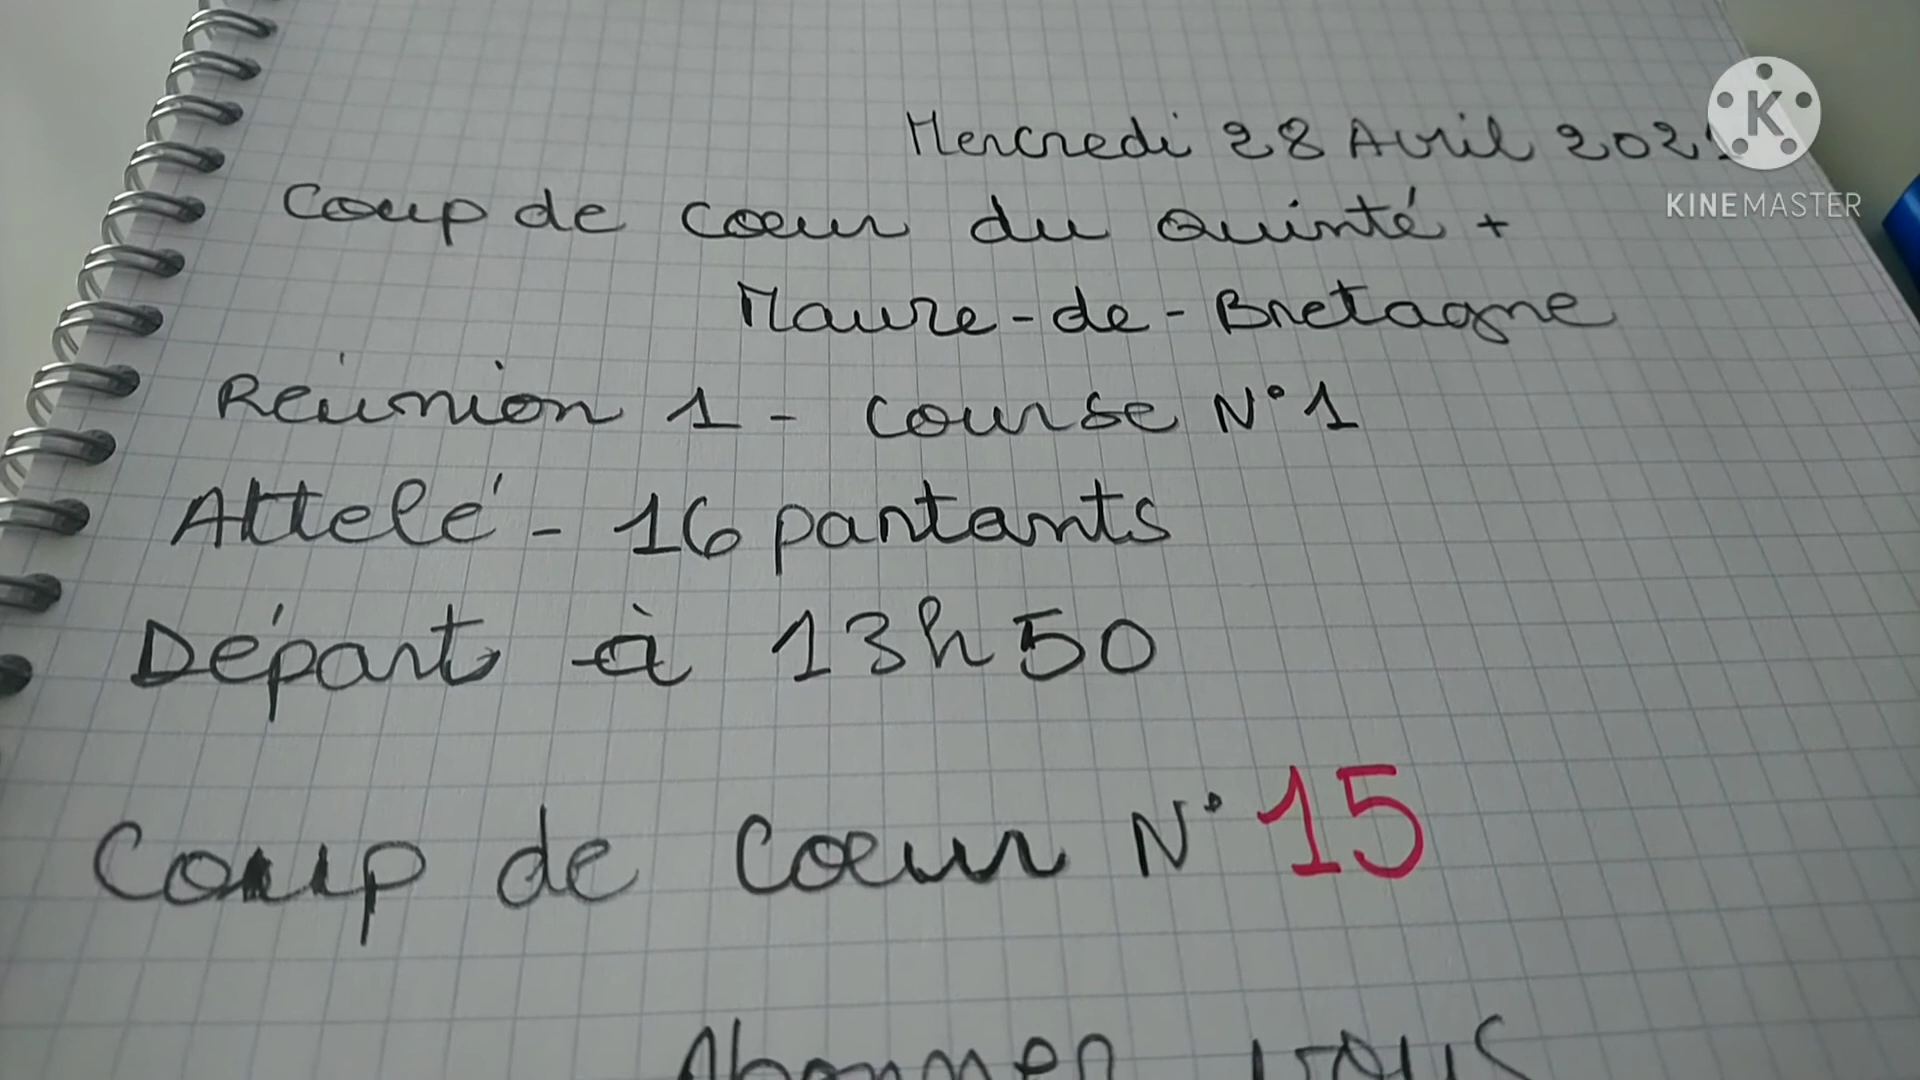 Mercredi 28 Avril 2021
Coup de Coeur du Quinté +
Maure-de-Bretagne
Réunion 1 - Course N°1
Attelé - 16 partants
Départ à 13h50
Coup de Coeur N° 15
KINEMASTER